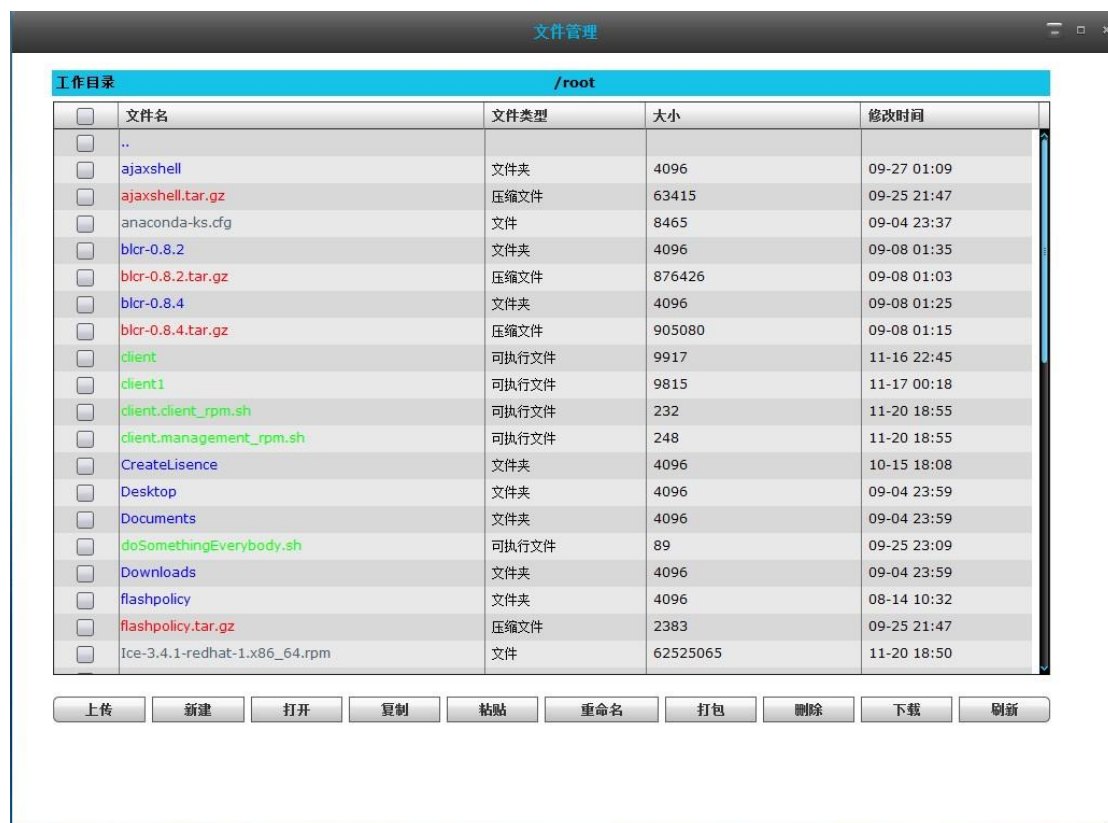 文件管理
工作目录 /root
文件名 文件类型 大小 修改时间
..
ajaxshell 文件夹 4096 09-27 01:09
ajaxshell.tar.gz 压缩文件 63415 09-25 21:47
anaconda-ks.cfg 文件 8465 09-04 23:37
blcr-0.8.2 文件夹 4096 09-08 01:35
blcr-0.8.2.tar.gz 压缩文件 876426 09-08 01:03
blcr-0.8.4 文件夹 4096 09-08 01:25
blcr-0.8.4.tar.gz 压缩文件 905080 09-08 01:15
client 可执行文件 9917 11-16 22:45
client1 可执行文件 9815 11-17 00:18
client.client_rpm.sh 可执行文件 232 11-20 18:55
client.management_rpm.sh 可执行文件 248 11-20 18:55
CreateLisence 文件夹 4096 10-15 18:08
Desktop 文件夹 4096 09-04 23:59
Documents 文件夹 4096 09-04 23:59
doSomethingEverybody.sh 可执行文件 89 09-25 23:09
Downloads 文件夹 4096 09-04 23:59
flashpolicy 文件夹 4096 08-14 10:32
flashpolicy.tar.gz 压缩文件 2383 09-25 21:47
Ice-3.4.1-redhat-1.x86_64.rpm 文件 62525065 11-20 18:50
上传 新建 打开 复制 粘贴 重命名 打包 删除 下载 刷新